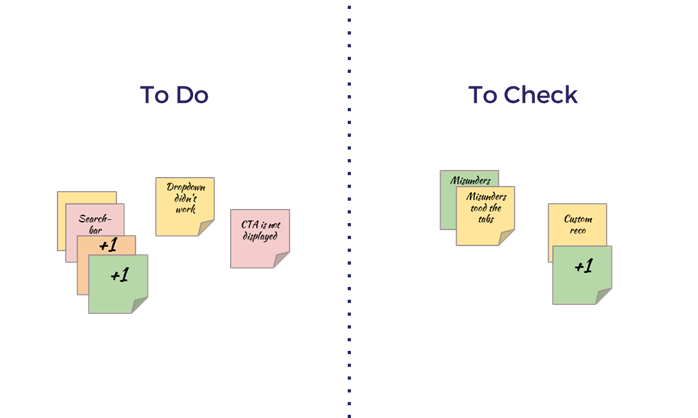 To Do
To Check
Search-
bar
+1
+1
Dropdown
didn's
work
CTA is not
displayed
Misunders
Misunders
tood the
tabs
Custom
reco
+1